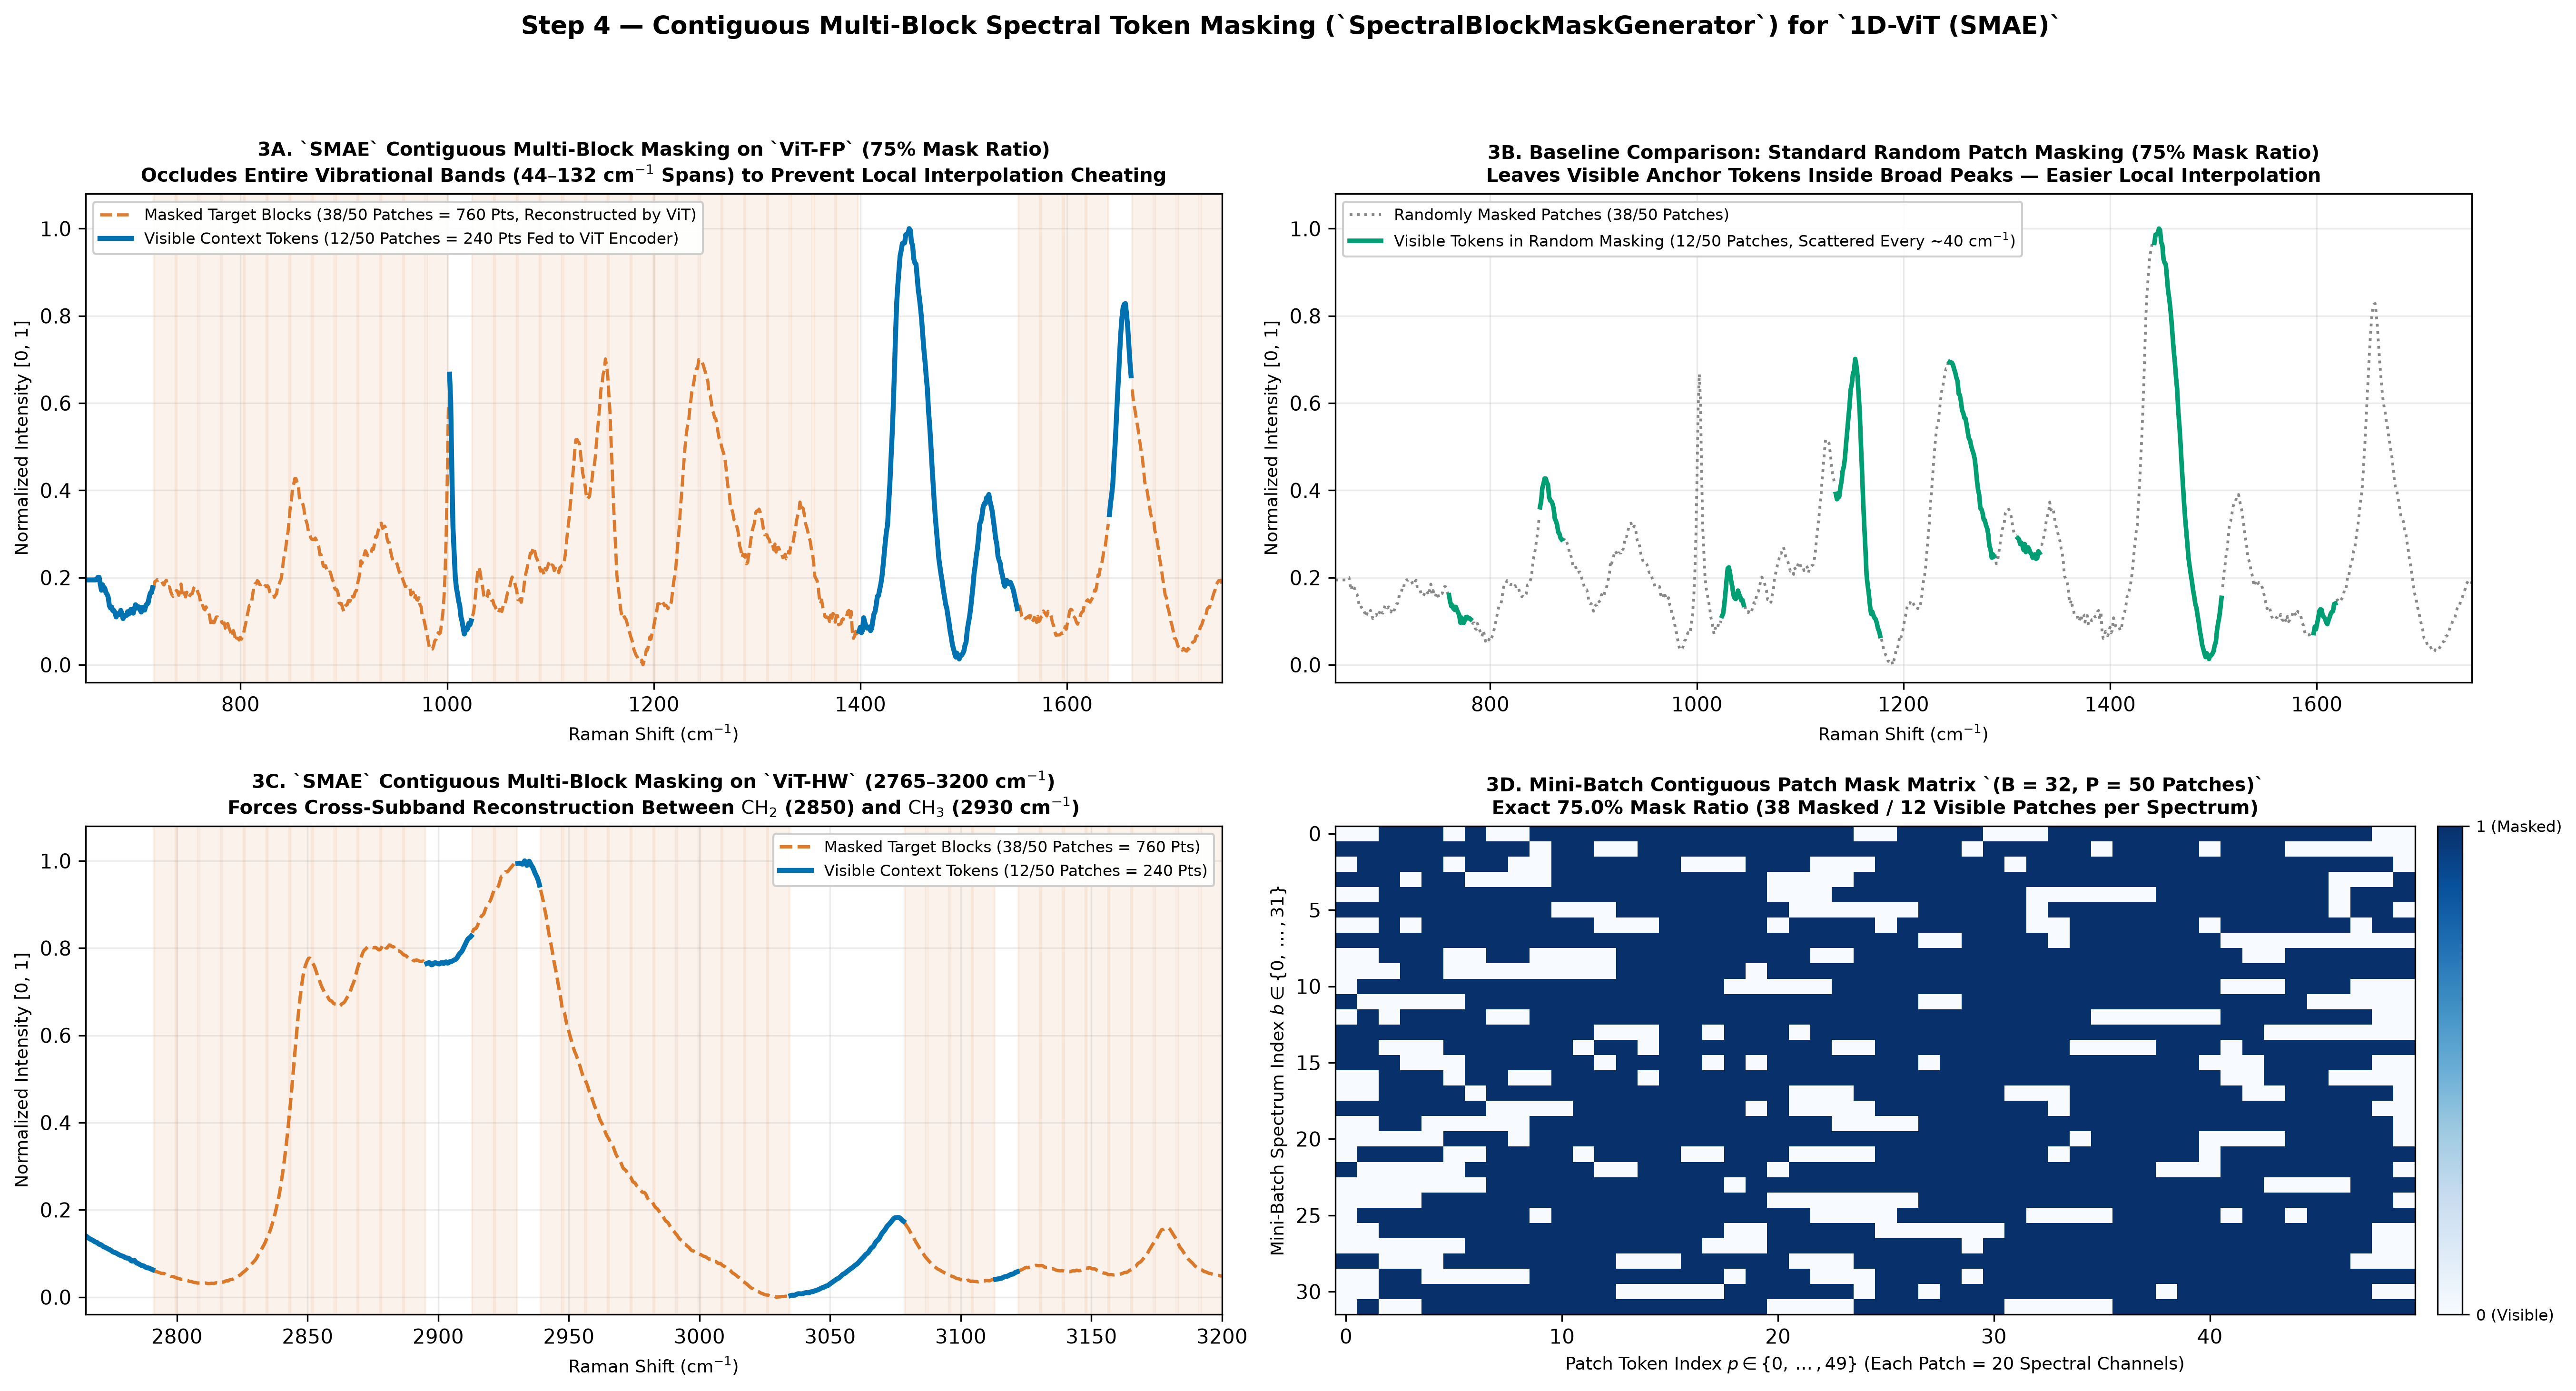 Step 4 — Contiguous Multi-Block Spectral Token Masking (`SpectralBlockMaskGenerator`) for `1D-ViT (SMAE)`
3A. `SMAE` Contiguous Multi-Block Masking on `ViT-FP` (75% Mask Ratio)
Occludes Entire Vibrational Bands (44–132 cm⁻¹ Spans) to Prevent Local Interpolation Cheating
Masked Target Blocks (38/50 Patches = 760 Pts, Reconstructed by ViT)
Visible Context Tokens (12/50 Patches = 240 Pts Fed to ViT Encoder)
Normalized Intensity [0, 1]
1.0
0.8
0.6
0.4
0.2
0.0
800 1000 1200 1400 1600
Raman Shift (cm⁻¹)
3B. Baseline Comparison: Standard Random Patch Masking (75% Mask Ratio)
Leaves Visible Anchor Tokens Inside Broad Peaks — Easier Local Interpolation
Randomly Masked Patches (38/50 Patches)
Visible Tokens in Random Masking (12/50 Patches, Scattered Every ~40 cm⁻¹)
Normalized Intensity [0, 1]
1.0
0.8
0.6
0.4
0.2
0.0
800 1000 1200 1400 1600
Raman Shift (cm⁻¹)
3C. `SMAE` Contiguous Multi-Block Masking on `ViT-HW` (2765–3200 cm⁻¹)
Forces Cross-Subband Reconstruction Between CH₂ (2850) and CH₃ (2930 cm⁻¹)
Masked Target Blocks (38/50 Patches = 760 Pts)
Visible Context Tokens (12/50 Patches = 240 Pts)
Normalized Intensity [0, 1]
1.0
0.8
0.6
0.4
0.2
0.0
2800 2850 2900 2950 3000 3050 3100 3150 3200
Raman Shift (cm⁻¹)
3D. Mini-Batch Contiguous Patch Mask Matrix `(B = 32, P = 50 Patches)`
Exact 75.0% Mask Ratio (38 Masked / 12 Visible Patches per Spectrum)
Mini-Batch Spectrum Index b ∈ {0, …, 31}
0
5
10
15
20
25
30
0 10 20 30 40
Patch Token Index p ∈ {0, …, 49} (Each Patch = 20 Spectral Channels)
1 (Masked)
0 (Visible)